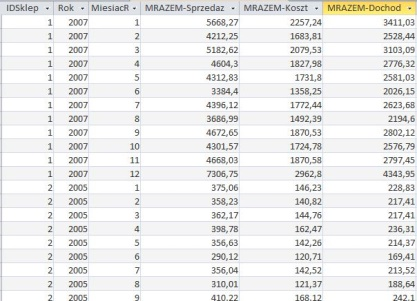 IDSklep Rok MiesiacR MRAZEM-Sprzedaz MRAZEM-Koszt MRAZEM-Dochod
1 2007 1 5668,27 2257,24 3411,03
1 2007 2 4212,25 1683,81 2528,44
1 2007 3 5182,62 2079,53 3103,09
1 2007 4 4604,3 1827,98 2776,32
1 2007 5 4312,83 1731,8 2581,03
1 2007 6 3384,4 1358,25 2026,15
1 2007 7 4396,12 1772,44 2623,68
1 2007 8 3686,99 1492,39 2194,6
1 2007 9 4672,65 1870,53 2802,12
1 2007 10 4301,57 1724,78 2576,79
1 2007 11 4668,03 1870,58 2797,45
1 2007 12 7306,75 2962,8 4343,95
2 2005 1 375,06 146,23 228,83
2 2005 2 358,23 140,82 217,41
2 2005 3 362,17 144,76 217,41
2 2005 4 398,78 162,47 236,31
2 2005 5 356,63 142,26 214,37
2 2005 6 290,12 120,71 169,41
2 2005 7 356,04 142,52 213,52
2 2005 8 310,01 121,37 188,64
2 2005 9 410,22 168,12 242,1